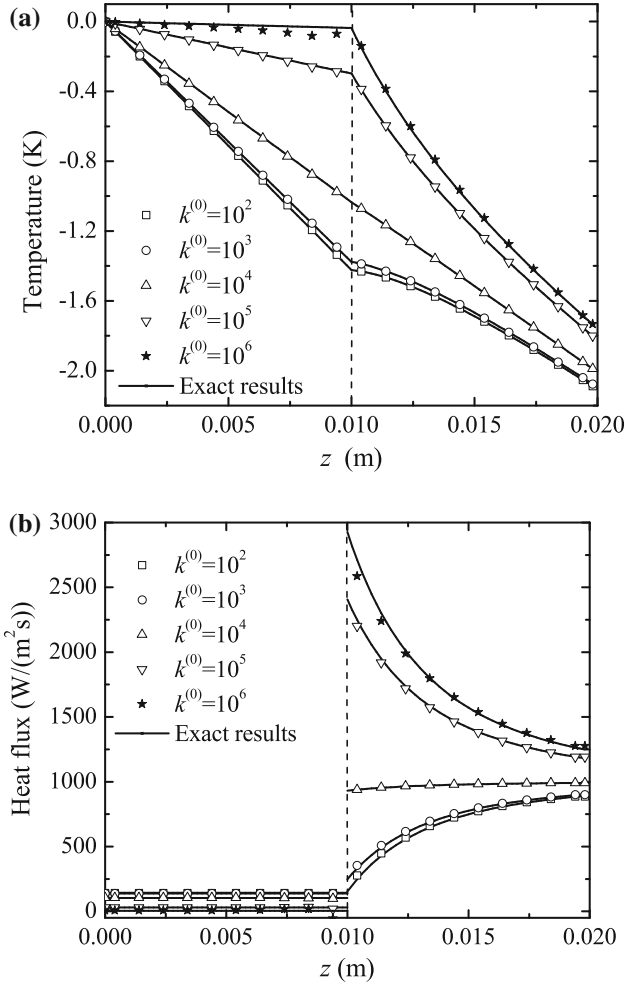 (a)
0.0
-0.4
-0.8
-1.2
-1.6
-2.0
Temperature (K)
k(0)=10²
k(0)=10³
k(0)=10⁴
k(0)=10⁵
k(0)=10⁶
Exact results
0.000 0.005 0.010 0.015 0.020
z (m)
(b)
3000
2500
2000
1500
1000
500
0
Heat flux (W/(m²s))
k(0)=10²
k(0)=10³
k(0)=10⁴
k(0)=10⁵
k(0)=10⁶
Exact results
0.000 0.005 0.010 0.015 0.020
z (m)